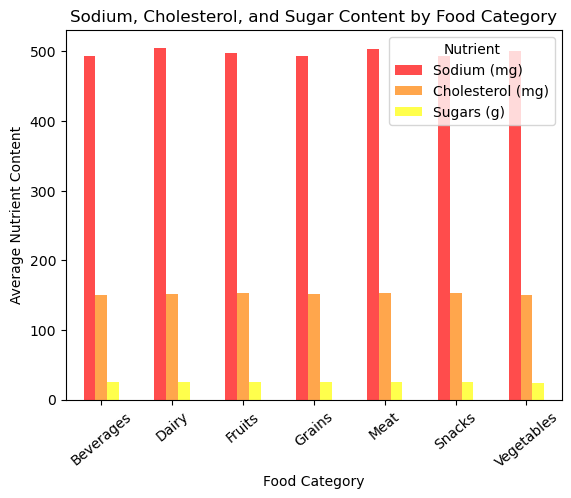 Sodium, Cholesterol, and Sugar Content by Food Category
Nutrient
Sodium (mg)
Cholesterol (mg)
Sugars (g)
Average Nutrient Content
500
400
300
200
100
0
Beverages
Dairy
Fruits
Grains
Meat
Snacks
Vegetables
Food Category